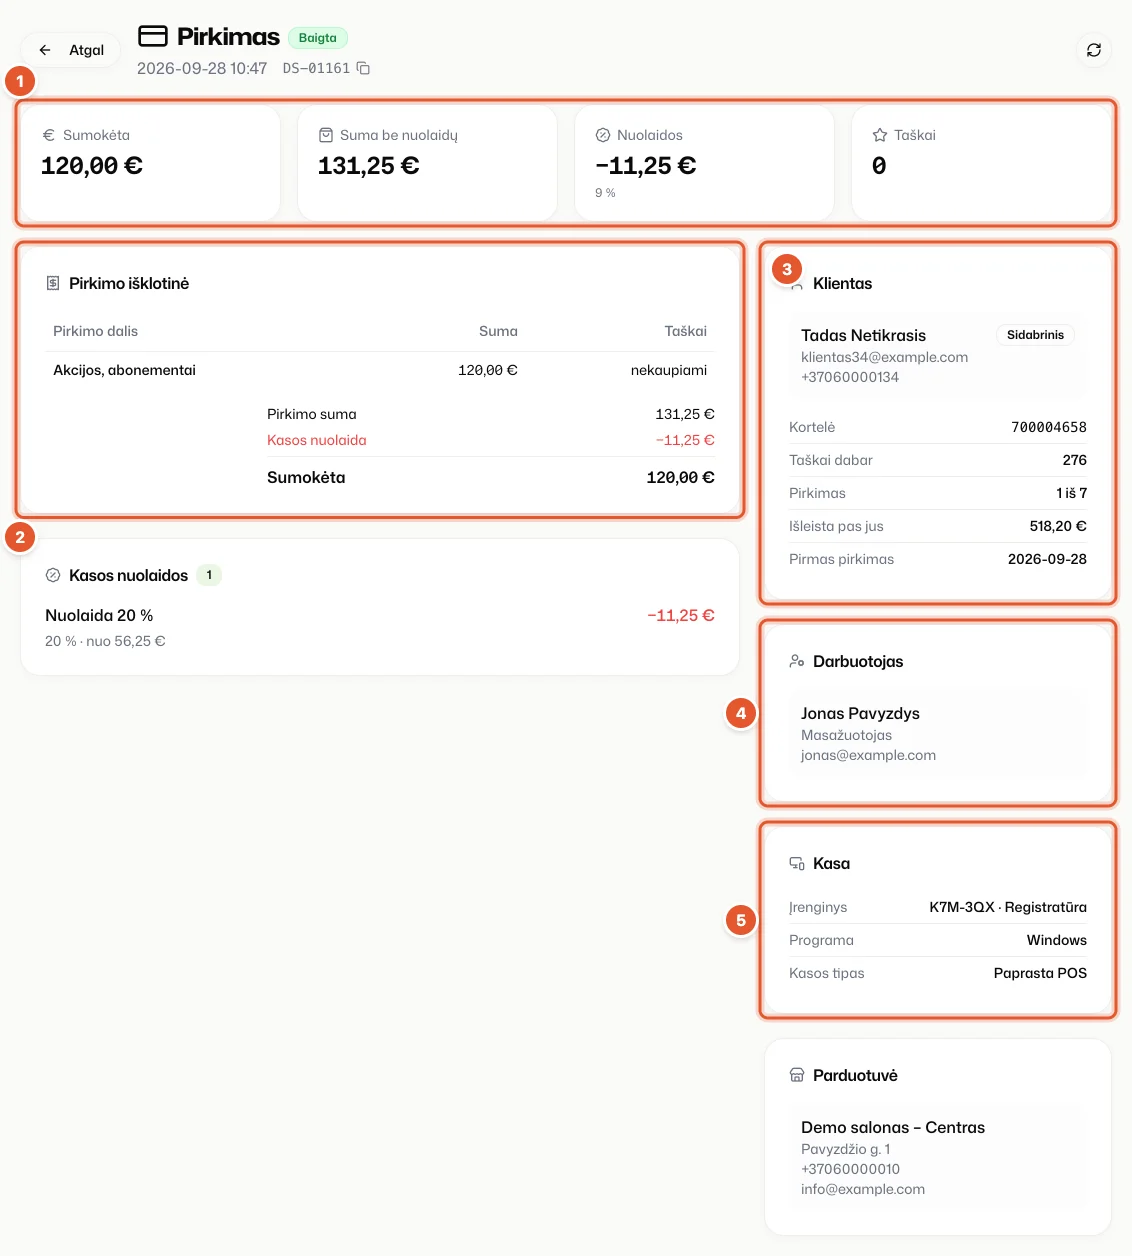 Atgal
Pirkimas
Baigta
2026-09-28 10:47 DS-01161
1
Sumokėta
120,00 €
Suma be nuolaidų
131,25 €
Nuolaidos
−11,25 €
9 %
Taškai
0
Pirkimo išklotinė
Pirkimo dalis Suma Taškai
Akcijos, abonementai 120,00 € nekaupiami
Pirkimo suma 131,25 €
Kasos nuolaida −11,25 €
Sumokėta 120,00 €
2
Kasos nuolaidos 1
Nuolaida 20 % −11,25 €
20 % · nuo 56,25 €
3
Klientas
Tadas Netikrasis Sidabrinis
klientas34@example.com
+37060000134
Kortelė 700004658
Taškai dabar 276
Pirkimas 1 iš 7
Išleista pas jus 518,20 €
Pirmas pirkimas 2026-09-28
Darbuotojas
4
Jonas Pavyzdys
Masažuotojas
jonas@example.com
Kasa
5
Įrenginys K7M-3QX · Registratūra
Programa Windows
Kasos tipas Paprasta POS
Parduotuvė
Demo salonas – Centras
Pavyzdžio g. 1
+37060000010
info@example.com